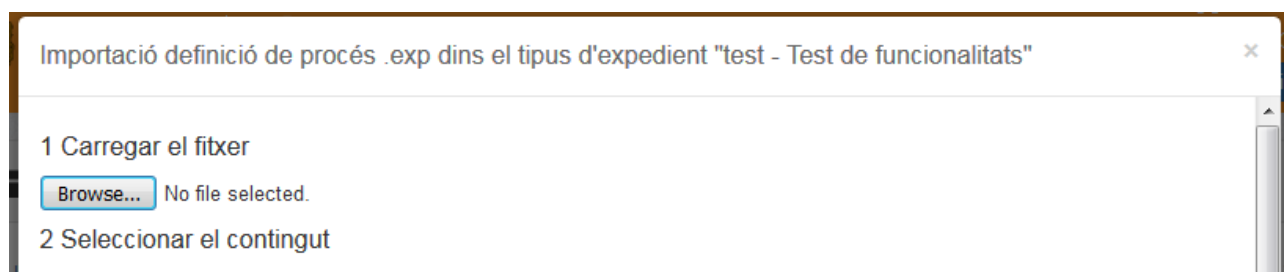 Importació definició de procés .exp dins el tipus d'expedient "test - Test de funcionalitats" ×
1 Carregar el fitxer
Browse... No file selected.
2 Seleccionar el contingut